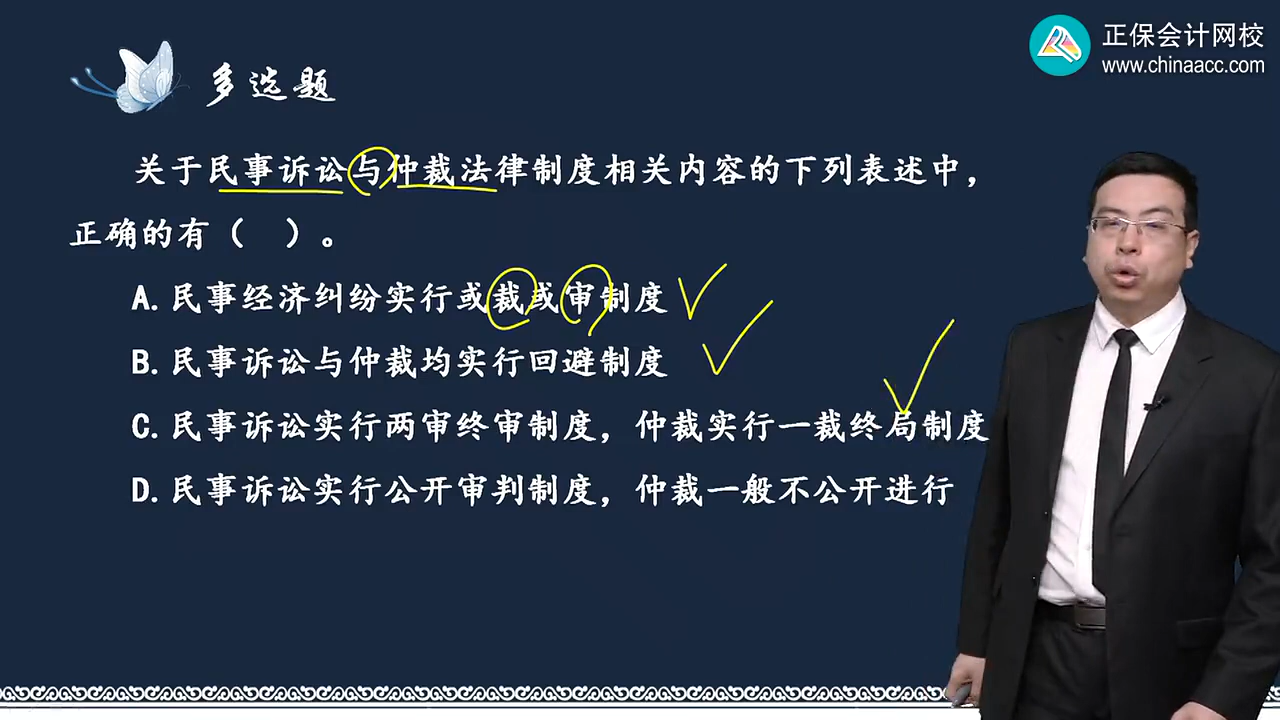 正保会计网校
www.chinaacc.com
多选题
关于民事诉讼与仲裁法律制度相关内容的下列表述中，
正确的有（ ）。
A.民事经济纠纷实行或裁或审制度
B.民事诉讼与仲裁均实行回避制度
C.民事诉讼实行两审终审制度，仲裁实行一裁终局制度
D.民事诉讼实行公开审判制度，仲裁一般不公开进行